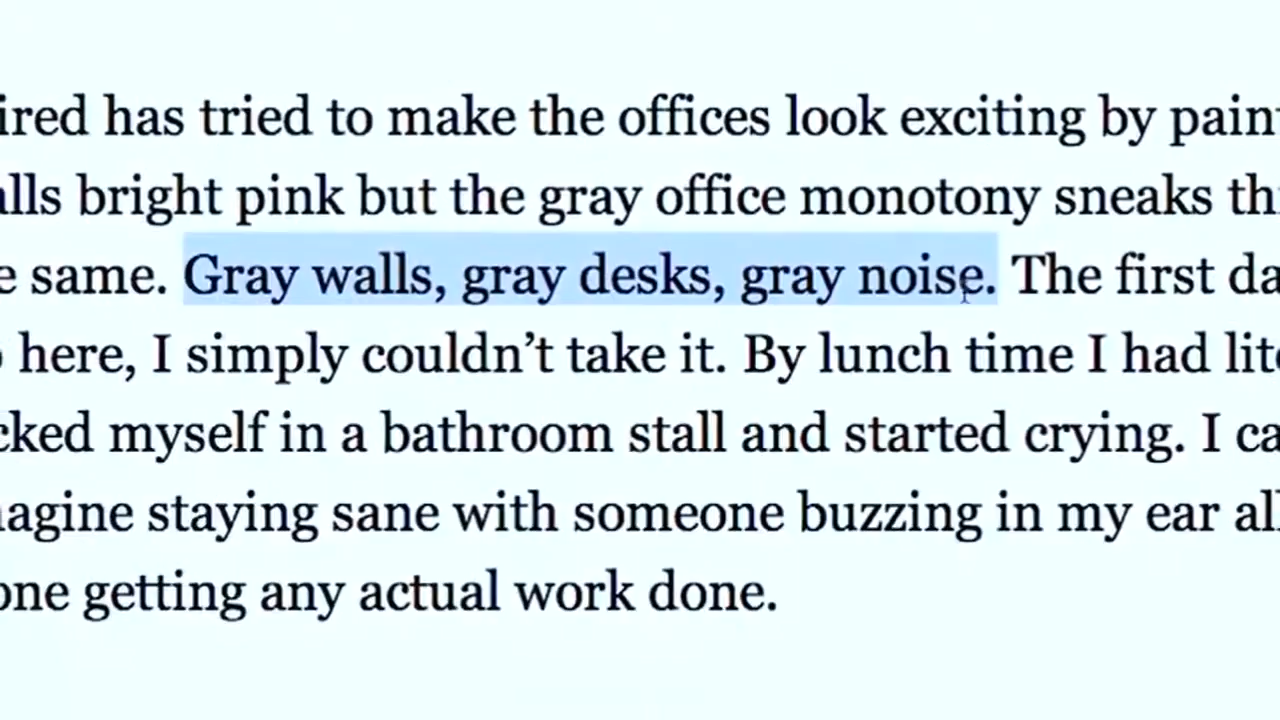 ired has tried to make the offices look exciting by pain
alls bright pink but the gray office monotony sneaks th
e same. Gray walls, gray desks, gray noise. The first da
here, I simply couldn’t take it. By lunch time I had lit
cked myself in a bathroom stall and started crying. I ca
agine staying sane with someone buzzing in my ear all
one getting any actual work done.